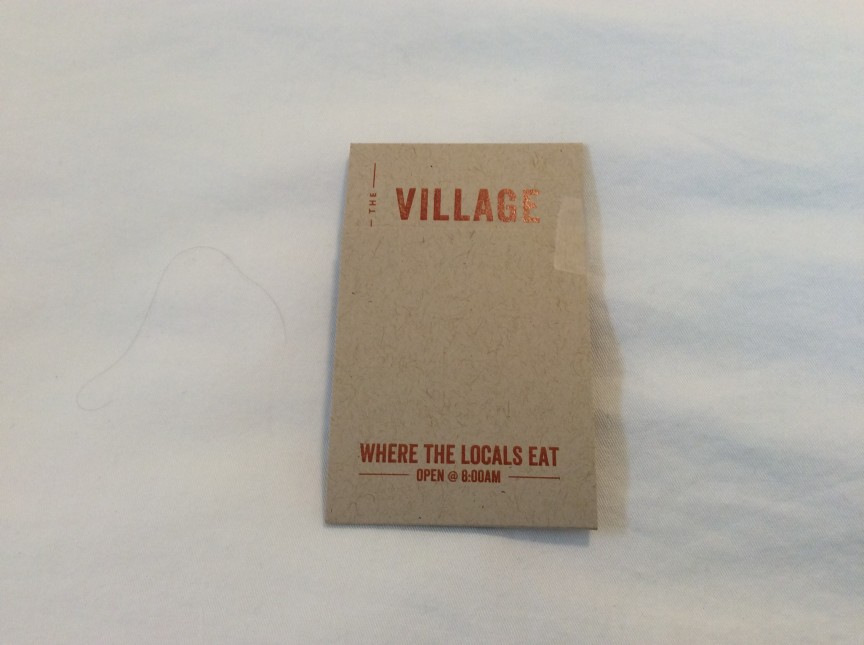 THE
VILLAGE
WHERE THE LOCALS EAT
OPEN @ 8:00AM